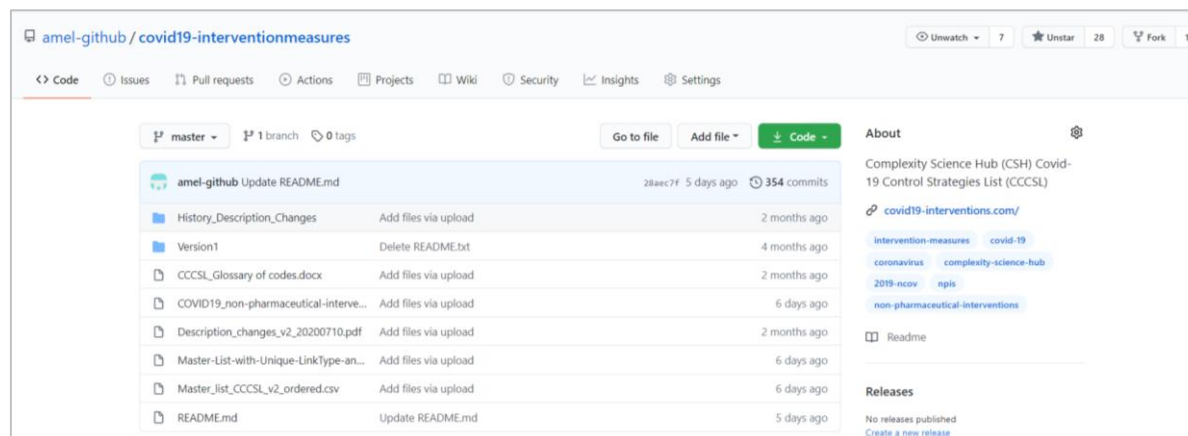 amel-github / covid19-interventionmeasures
Unwatch 7 Unstar 28 Fork
Code Issues Pull requests Actions Projects Wiki Security Insights Settings
master 1 branch 0 tags Go to file Add file Code
amel-github Update README.md 28aec7f 5 days ago 354 commits
History_Description_Changes Add files via upload 2 months ago
Version1 Delete README.txt 4 months ago
CCCSL_Glossary of codes.docx Add files via upload 2 months ago
COVID19_non-pharmaceutical-interve... Add files via upload 6 days ago
Description_changes_v2_20200710.pdf Add files via upload 2 months ago
Master-List-with-Unique-LinkType-an... Add files via upload 6 days ago
Master_list_CCCSL_v2_ordered.csv Add files via upload 6 days ago
README.md Update README.md 5 days ago
About
Complexity Science Hub (CSH) Covid-
19 Control Strategies List (CCCSL)
covid19-interventions.com/
intervention-measures covid-19
coronavirus complexity-science-hub
2019-ncov npis
non-pharmaceutical-interventions
Readme
Releases
No releases published
Create a new release